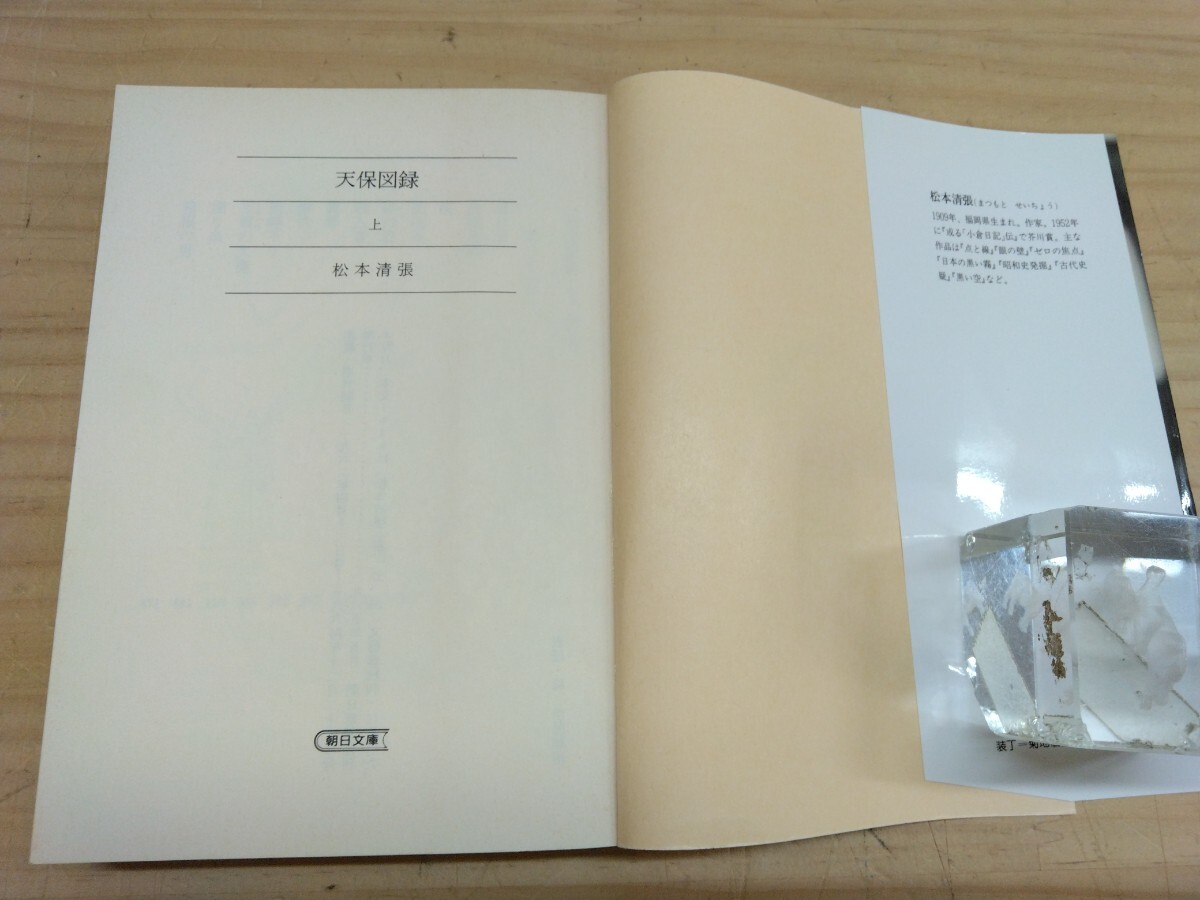 天保図録
上
松本清張
朝日文庫
松本清張(まつもと せいちょう)
1909年、福岡県生まれ。作家。1952年
に『或る「小倉日記」伝』で芥川賞。主な
作品は『点と線』『眼の壁』『ゼロの焦点』
『日本の黒い霧』『昭和史発掘』『古代史
疑』『黒い空』など。
装丁―菊地